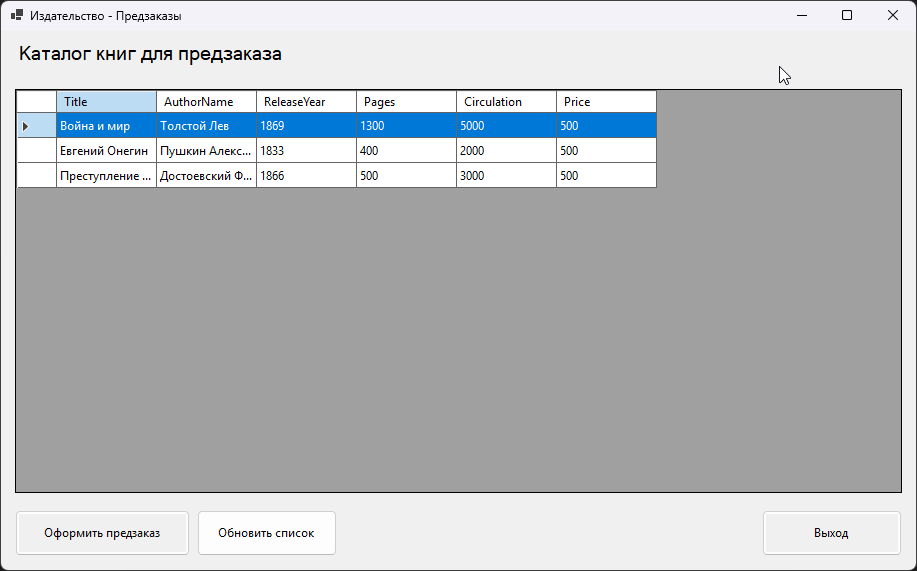 Издательство - Предзаказы
Каталог книг для предзаказа
Title AuthorName ReleaseYear Pages Circulation Price
Война и мир Толстой Лев 1869 1300 5000 500
Евгений Онегин Пушкин Алекс... 1833 400 2000 500
Преступление ... Достоевский Ф... 1866 500 3000 500
Оформить предзаказ Обновить список Выход